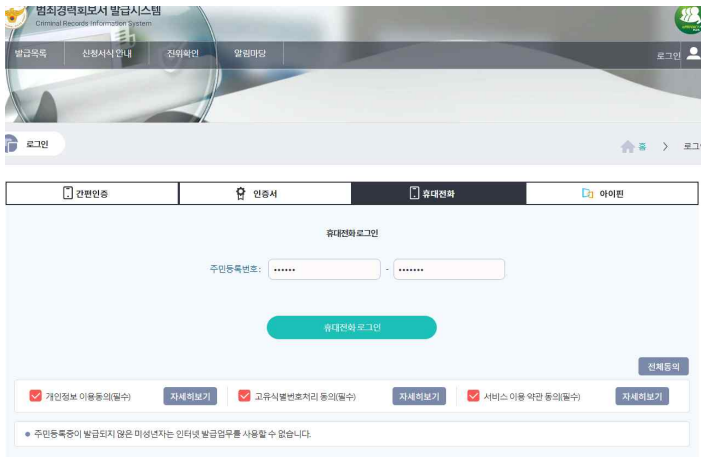 범죄경력회보서 발급시스템
Criminal Records Information System
발급목록 신청서식 안내 진위확인 알림마당 로그인
로그인 홈 > 로그인
간편인증 인증서 휴대전화 아이핀
휴대전화로그인
주민등록번호 : •••••• - •••••••
휴대전화 로그인
전체동의
개인정보 이용동의(필수) 자세히보기 고유식별번호처리 동의(필수) 자세히보기 서비스 이용 약관 동의(필수) 자세히보기
주민등록증이 발급되지 않은 미성년자는 인터넷 발급업무를 사용할 수 없습니다.